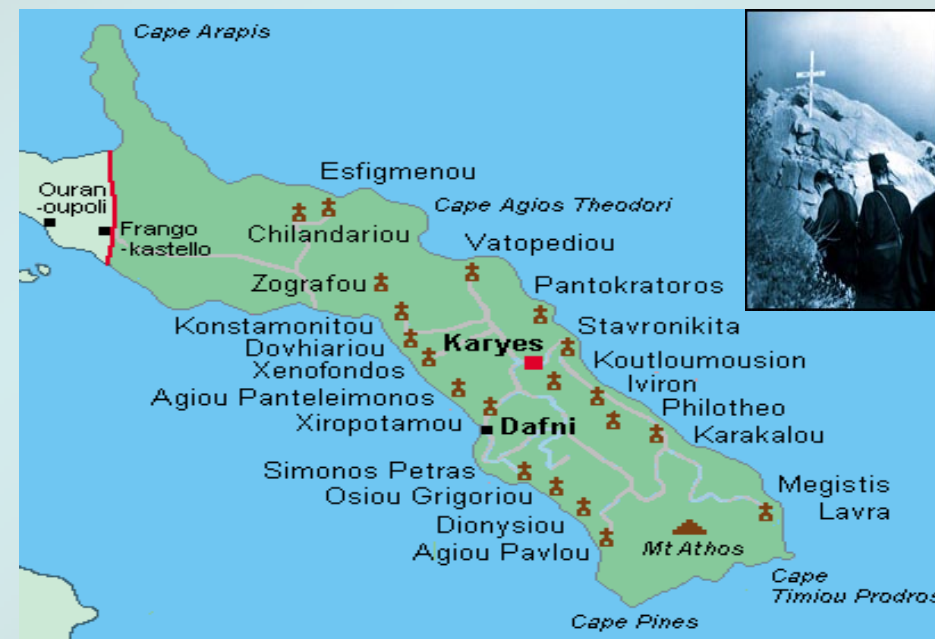 Cape Arapis
Esfigmenou
Ouran
-oupoli
Cape Agios Theodori
Frango
-kastello
Chilandariou
Vatopediou
Zografou
Pantokratoros
Konstamonitou
Stavronikita
Dovhiariou
Karyes
Xenofondos
Koutloumousion
Agiou Panteleimonos
Iviron
Philotheo
Xiropotamou
Dafni
Karakalou
Simonos Petras
Megistis
Lavra
Osiou Grigoriou
Dionysiou
Agiou Pavlou
Mt Athos
Cape
Timiou Prodros
Cape Pines